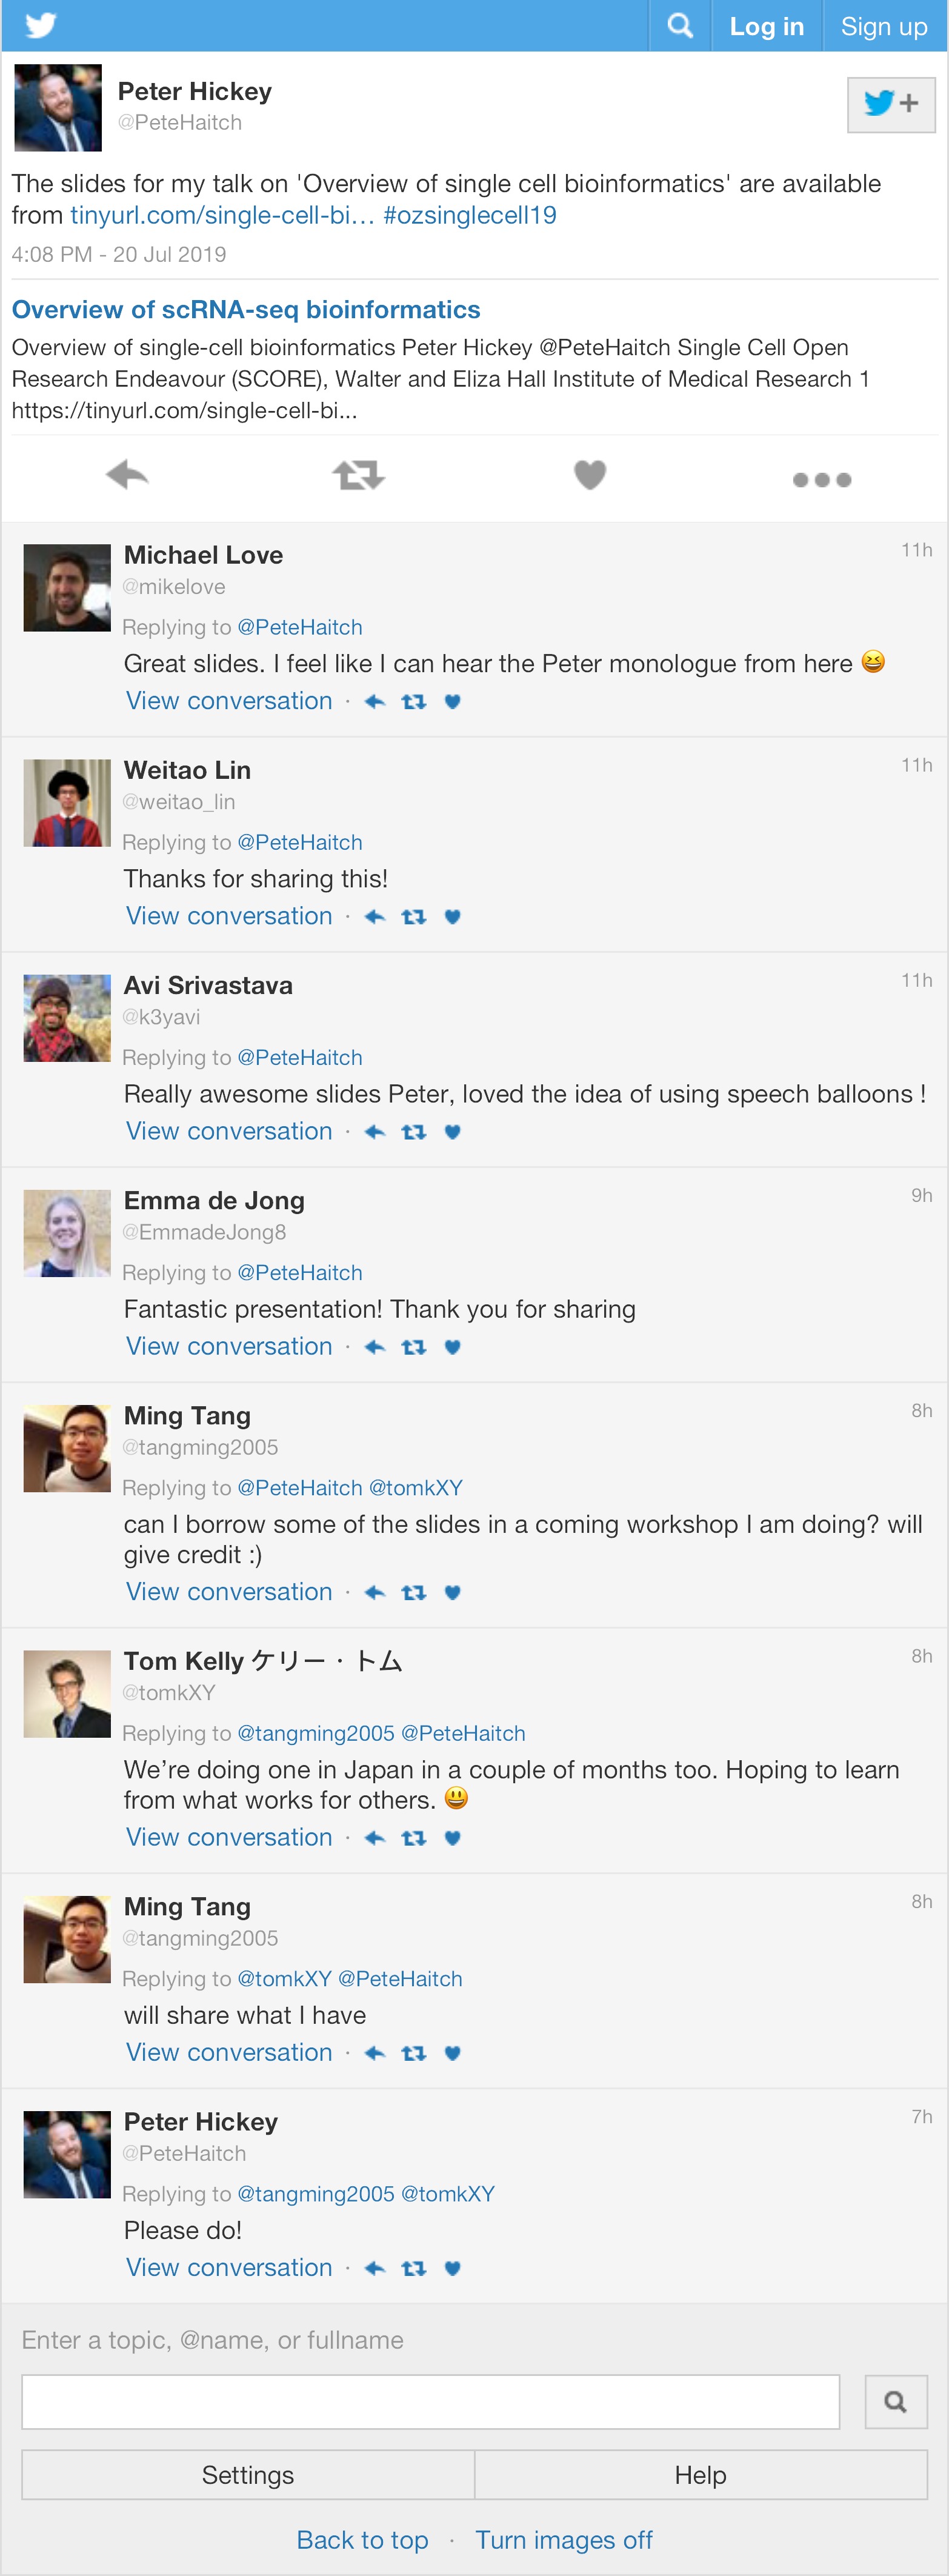 Log in
Sign up
Peter Hickey
@PeteHaitch
The slides for my talk on 'Overview of single cell bioinformatics' are available
from tinyurl.com/single-cell-bi… #ozsinglecell19
4:08 PM - 20 Jul 2019
Overview of scRNA-seq bioinformatics
Overview of single-cell bioinformatics Peter Hickey @PeteHaitch Single Cell Open
Research Endeavour (SCORE), Walter and Eliza Hall Institute of Medical Research 1
https://tinyurl.com/single-cell-bi...
Michael Love
11h
@mikelove
Replying to @PeteHaitch
Great slides. I feel like I can hear the Peter monologue from here 😆
View conversation ·
Weitao Lin
11h
@weitao_lin
Replying to @PeteHaitch
Thanks for sharing this!
View conversation ·
Avi Srivastava
11h
@k3yavi
Replying to @PeteHaitch
Really awesome slides Peter, loved the idea of using speech balloons !
View conversation ·
Emma de Jong
9h
@EmmadeJong8
Replying to @PeteHaitch
Fantastic presentation! Thank you for sharing
View conversation ·
Ming Tang
8h
@tangming2005
Replying to @PeteHaitch @tomkXY
can I borrow some of the slides in a coming workshop I am doing? will
give credit :)
View conversation ·
Tom Kelly ケリー・トム
8h
@tomkXY
Replying to @tangming2005 @PeteHaitch
We’re doing one in Japan in a couple of months too. Hoping to learn
from what works for others. 😃
View conversation ·
Ming Tang
8h
@tangming2005
Replying to @tomkXY @PeteHaitch
will share what I have
View conversation ·
Peter Hickey
7h
@PeteHaitch
Replying to @tangming2005 @tomkXY
Please do!
View conversation ·
Enter a topic, @name, or fullname
Settings
Help
Back to top · Turn images off